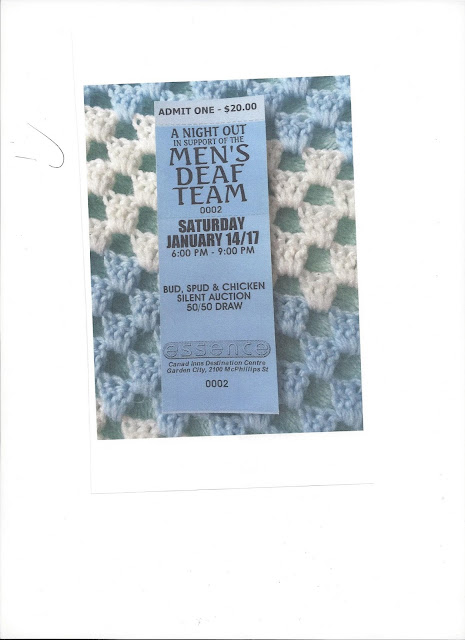 ADMIT ONE - $20.00
A NIGHT OUT
IN SUPPORT OF THE
MEN'S
DEAF
TEAM
0002
SATURDAY
JANUARY 14/17
6:00 PM - 9:00 PM
BUD, SPUD & CHICKEN
SILENT AUCTION
50/50 DRAW
essence
Canad Inns Destination Centre
Garden City, 2100 McPhillips St
0002